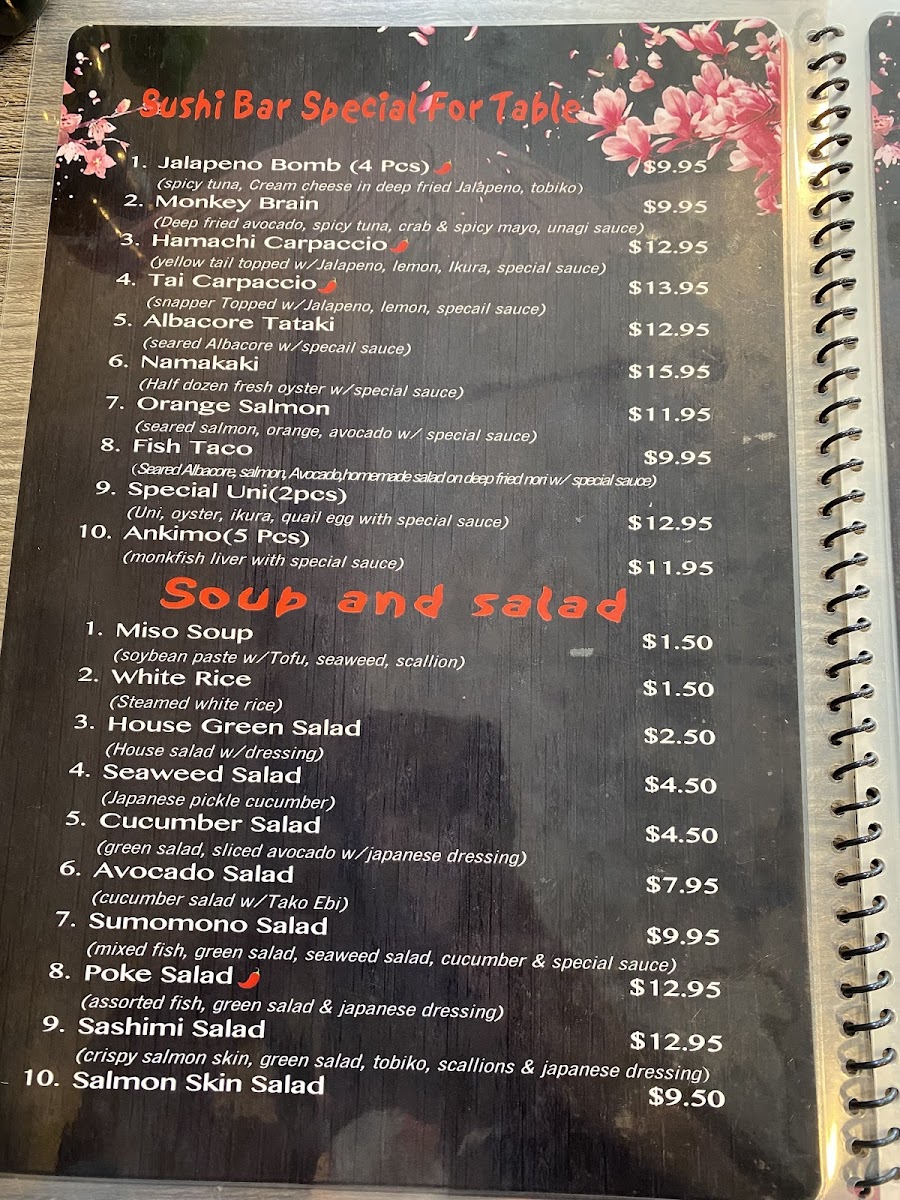 Sushi Bar Special For Table
1. Jalapeno Bomb (4 Pcs) $9.95
(spicy tuna, Cream cheese in deep fried Jalapeno, tobiko)
2. Monkey Brain $9.95
(Deep fried avocado, spicy tuna, crab & spicy mayo, unagi sauce)
3. Hamachi Carpaccio $12.95
(yellow tail topped w/Jalapeno, lemon, Ikura, special sauce)
4. Tai Carpaccio $13.95
(snapper Topped w/Jalapeno, lemon, specail sauce)
5. Albacore Tataki $12.95
(seared Albacore w/specail sauce)
6. Namakaki $15.95
(Half dozen fresh oyster w/special sauce)
7. Orange Salmon $11.95
(seared salmon, orange, avocado w/ special sauce)
8. Fish Taco $9.95
(Seared Albacore, salmon, Avocado,homemade salad on deep fried nori w/ special sauce)
9. Special Uni(2pcs) $12.95
(Uni, oyster, ikura, quail egg with special sauce)
10. Ankimo(5 Pcs) $11.95
(monkfish liver with special sauce)
Soup and salad
1. Miso Soup $1.50
(soybean paste w/Tofu, seaweed, scallion)
2. White Rice $1.50
(Steamed white rice)
3. House Green Salad $2.50
(House salad w/dressing)
4. Seaweed Salad $4.50
(Japanese pickle cucumber)
5. Cucumber Salad $4.50
(green salad, sliced avocado w/japanese dressing)
6. Avocado Salad $7.95
(cucumber salad w/Tako Ebi)
7. Sumomono Salad $9.95
(mixed fish, green salad, seaweed salad, cucumber & special sauce)
8. Poke Salad $12.95
(assorted fish, green salad & japanese dressing)
9. Sashimi Salad $12.95
(crispy salmon skin, green salad, tobiko, scallions & japanese dressing)
10. Salmon Skin Salad $9.50